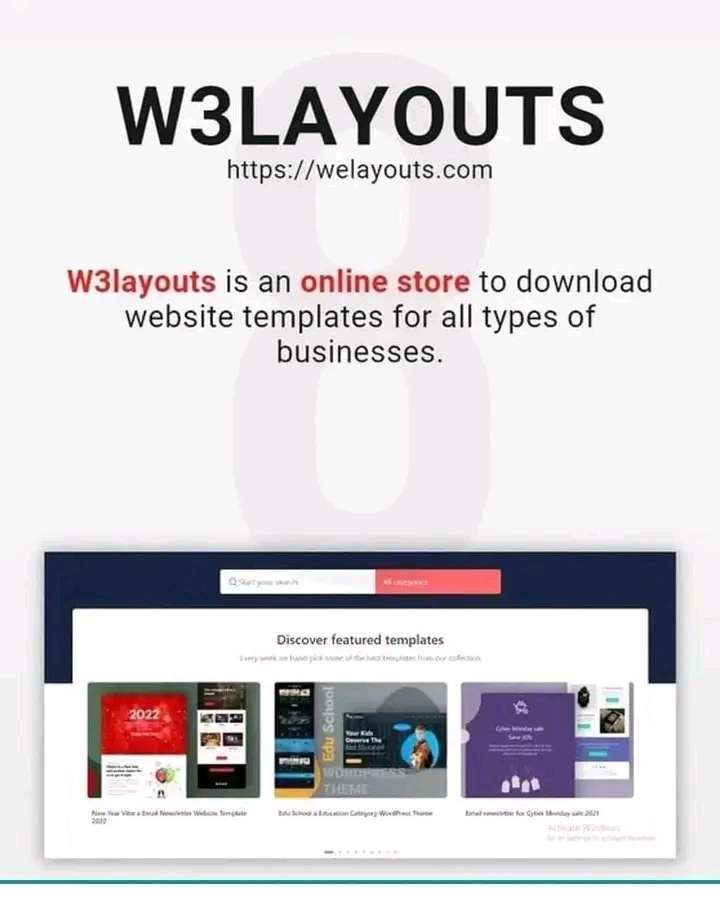 W3LAYOUTS
https://welayouts.com
8
W3layouts is an online store to download
website templates for all types of
businesses.
Start your search
All categories
Discover featured templates
Every week we hand-pick some of the best templates from our collection
2022
Edu School
Your Kids
Deserve The
Best Education!
WORDPRESS
THEME
Cyber Monday sale
Save 30%
New Year Vibe a Email Newsletter Website Template
2022
Edu School a Education Category WordPress Theme
Email newsletter for Cyber Monday sale 2021
Activate Windows
Go to Settings to activate Windows.